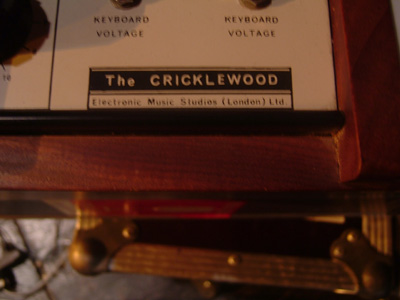 KEYBOARD KEYBOARD
VOLTAGE VOLTAGE
The CRICKLEWOOD
Electronic Music Studios (London) Ltd